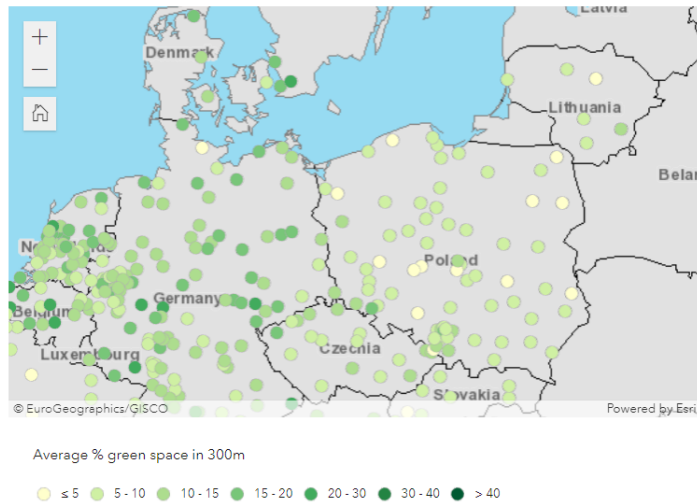 Latvia
+
Denmark
−
Lithuania
Belar
Netherlands
Poland
Belgium
Germany
Luxembourg
Czechia
Slovakia
© EuroGeographics/GISCO
Powered by Esri
Average % green space in 300m
≤ 5
5 - 10
10 - 15
15 - 20
20 - 30
30 - 40
> 40